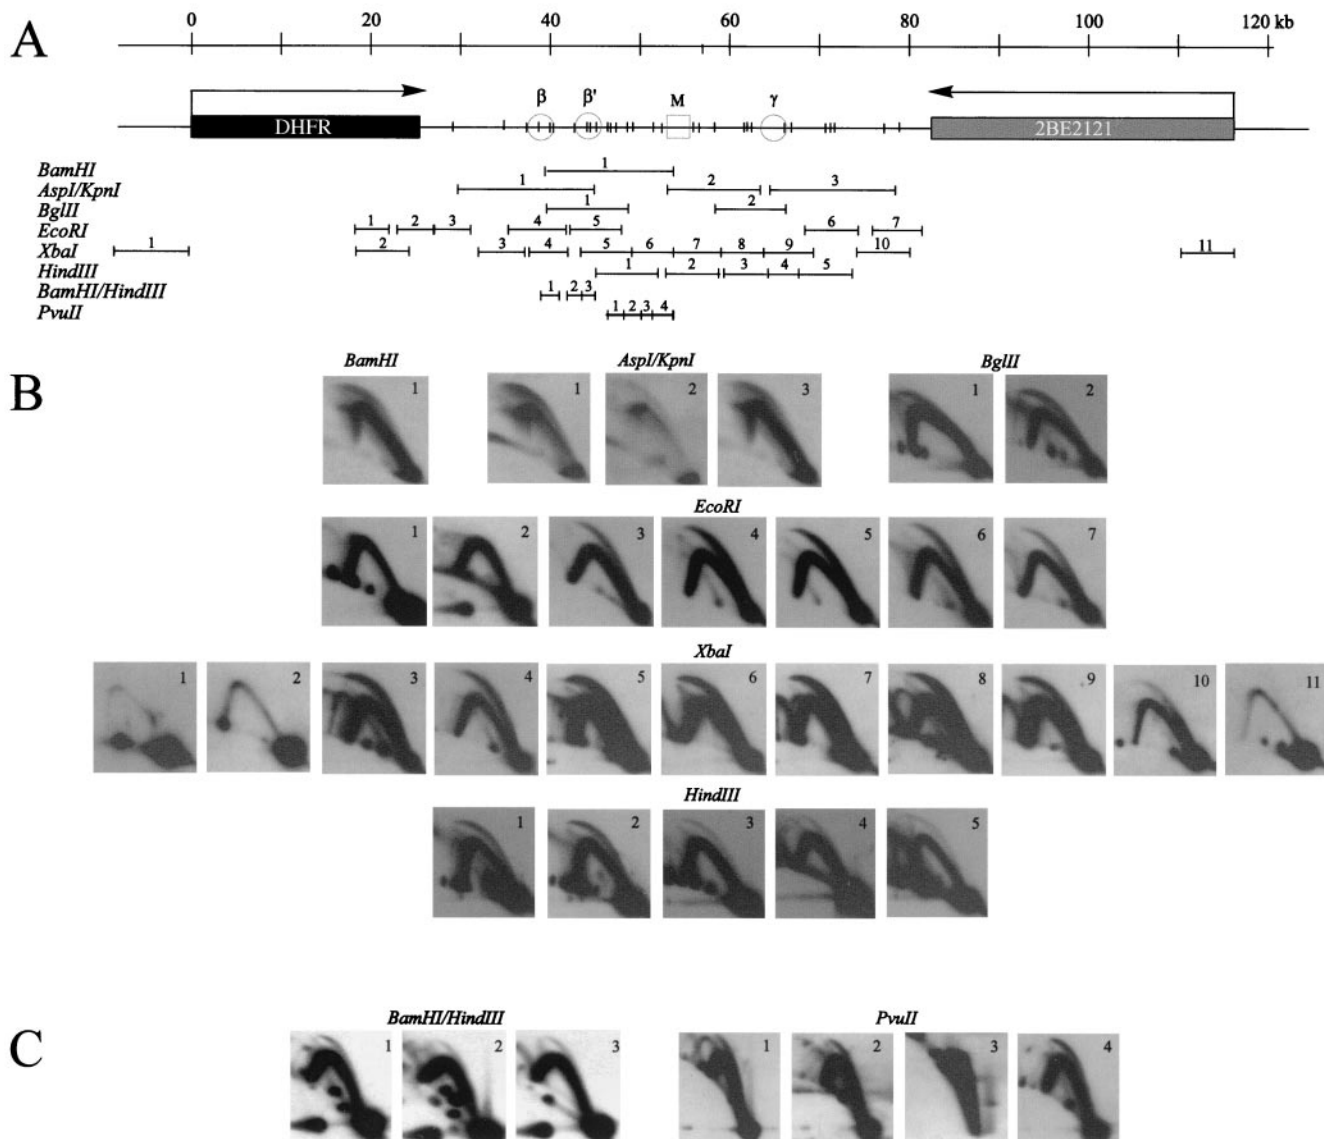 A
0 20 40 60 80 100 120 kb
β β' M γ
DHFR 2BE2121
BamHI 1
AspI/KpnI 1 2 3
BglII 1 2
EcoRI 1 2 3 4 5 6 7
XbaI 1 2 3 4 5 6 7 8 9 10 11
HindIII 1 2 3 4 5
BamHI/HindIII 1 2 3
PvuII 1 2 3 4
B
BamHI AspI/KpnI BglII
1 1 2 3 1 2
EcoRI
1 2 3 4 5 6 7
XbaI
1 2 3 4 5 6 7 8 9 10 11
HindIII
1 2 3 4 5
C
BamHI/HindIII PvuII
1 2 3 1 2 3 4